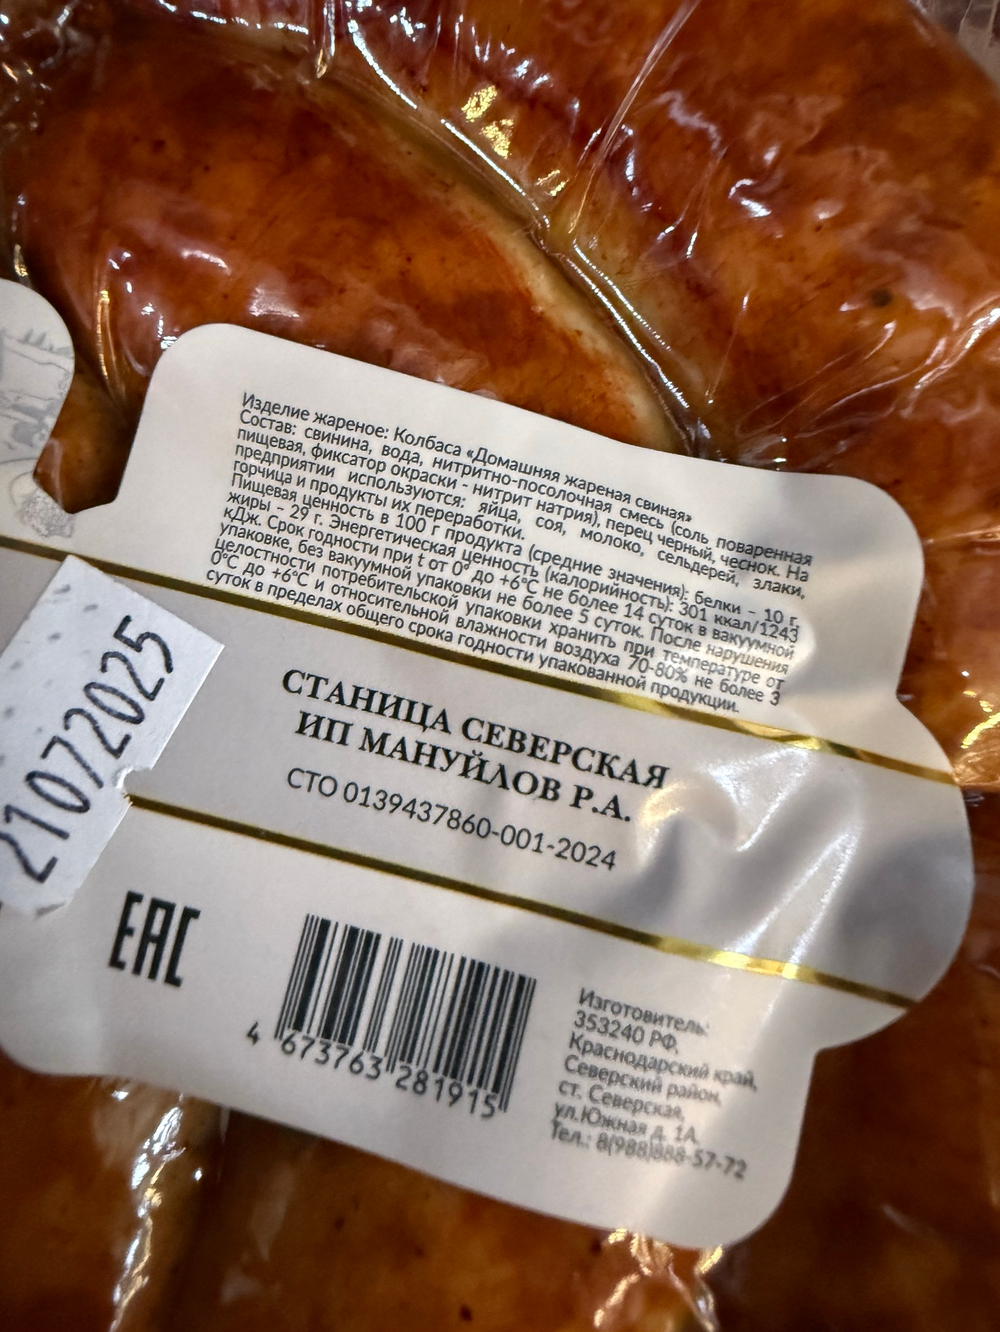 Изделие жареное: Колбаса «Домашняя жареная свиная»
Состав: свинина, вода, нитритно-посолочная смесь (соль поваренная
пищевая, фиксатор окраски - нитрит натрия), перец черный, чеснок. На
предприятии используются: яйца, соя, молоко, сельдерей, злаки,
горчица и продукты их переработки.
Пищевая ценность в 100 г продукта (средние значения): белки - 10 г,
жиры - 29 г. Энергетическая ценность (калорийность): 301 ккал/1243
кДж. Срок годности при t от 0° до +6°С не более 14 суток в вакуумной
упаковке, без вакуумной упаковки не более 5 суток. После нарушения
целостности потребительской упаковки хранить при температуре от
0°С до +6°С и относительной влажности воздуха 70-80% не более 3
суток в пределах общего срока годности упакованной продукции.
21072025
СТАНИЦА СЕВЕРСКАЯ
ИП МАНУЙЛОВ Р.А.
СТО 0139437860-001-2024
ЕАС
4 673763 281915
Изготовитель:
353240 РФ,
Краснодарский край,
Северский район,
ст. Северская,
ул.Южная д. 1А
Тел.: 8(988)888-57-72